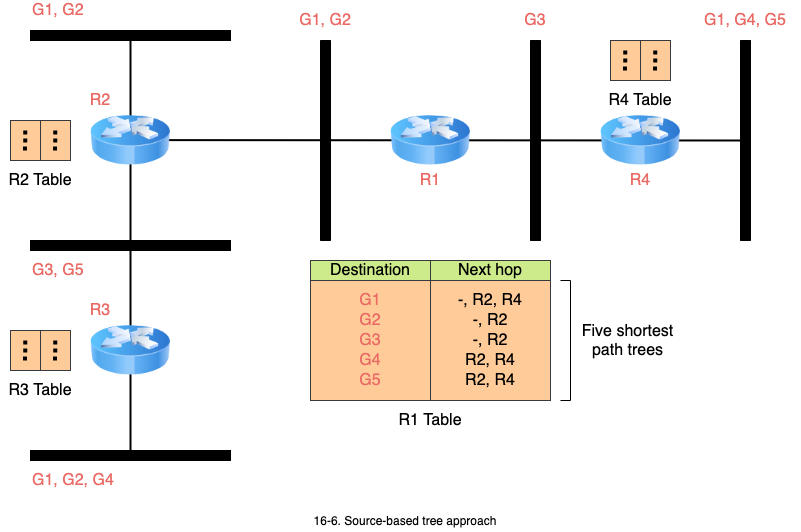 G1, G2
G1, G2
G3
G1, G4, G5
R2
R4 Table
R2 Table
R1
R4
G3, G5
R3
R3 Table
G1, G2, G4
Destination Next hop
G1 -, R2, R4
G2 -, R2
G3 -, R2
G4 R2, R4
G5 R2, R4
Five shortest
path trees
R1 Table
16-6. Source-based tree approach